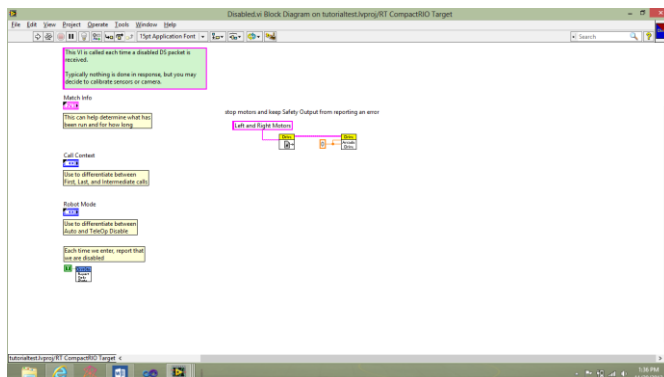 Disabled.vi Block Diagram on tutorialtest.lvproj/RT CompactRIO Target
File Edit View Project Operate Tools Window Help
15pt Application Font
Search
This VI is called each time a disabled DS packet is
received.
Typically nothing is done in response, but you may
decide to calibrate sensors or camera.
Match Info
This can help determine what has
been run and for how long
stop motors and keep Safety Output from reporting an error
Left and Right Motors
Call Context
Use to differentiate between
First, Last, and Intermediate calls
Robot Mode
Use to differentiate between
Auto and TeleOp Disable
Each time we enter, report that
we are disabled
tutorialtest.lvproj/RT CompactRIO Target
1:36 PM